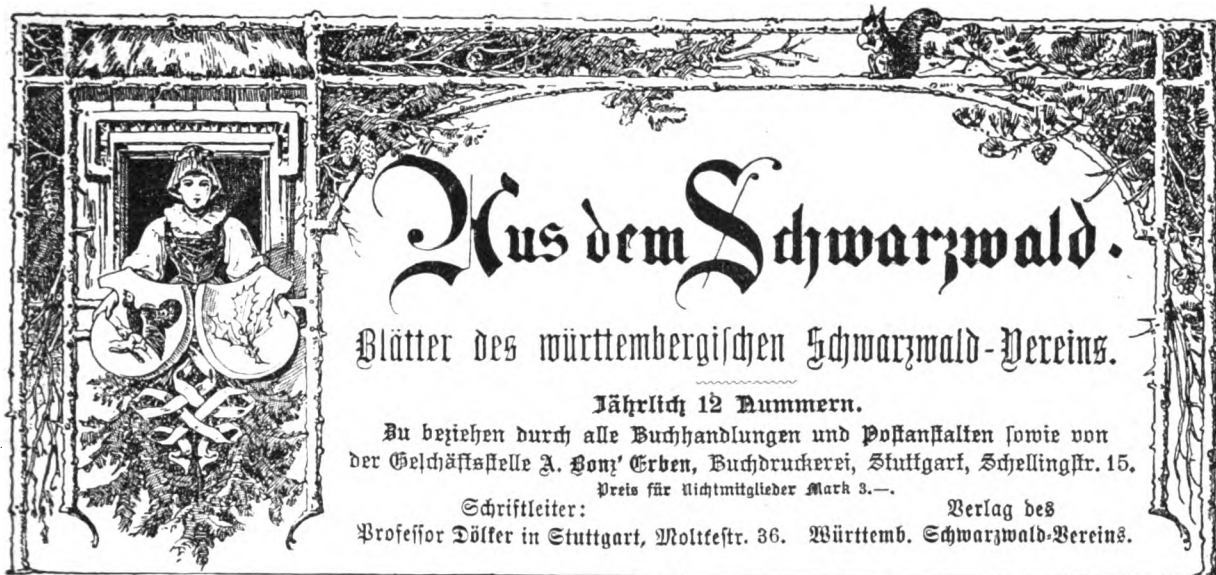 Aus dem Schwarzwald.
Blätter des württembergischen Schwarzwald-Vereins.
Jährlich 12 Nummern.
Zu beziehen durch alle Buchhandlungen und Postanstalten sowie von
der Geschäftsstelle A. Bonz' Erben, Buchdruckerei, Stuttgart, Schellingstr. 15.
Preis für Nichtmitglieder Mark 3.—.
Schriftleiter:
Professor Dölker in Stuttgart, Moltkestr. 36.
Verlag des
Württemb. Schwarzwald-Vereins.